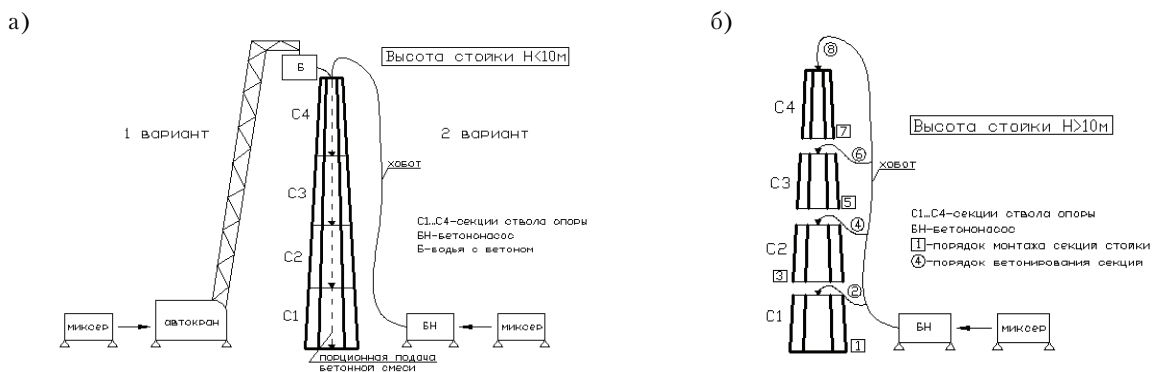 а)
Высота стойки H<10м
Б
С4
1 вариант
2 вариант
хобот
С3
С1...С4-секции ствола опоры
БН-бетононасос
Б-бодья с бетоном
С2
С1
миксер
автокран
БН
миксер
порционная подача
бетонной смеси
б)
8
С4
7
Высота стойки H>10м
6
хобот
С3
5
С1...С4-секции ствола опоры
БН-бетононасос
1-порядок монтажа секций стойки
4-порядок бетонирования секций
4
С2
3
2
С1
1
БН
миксер